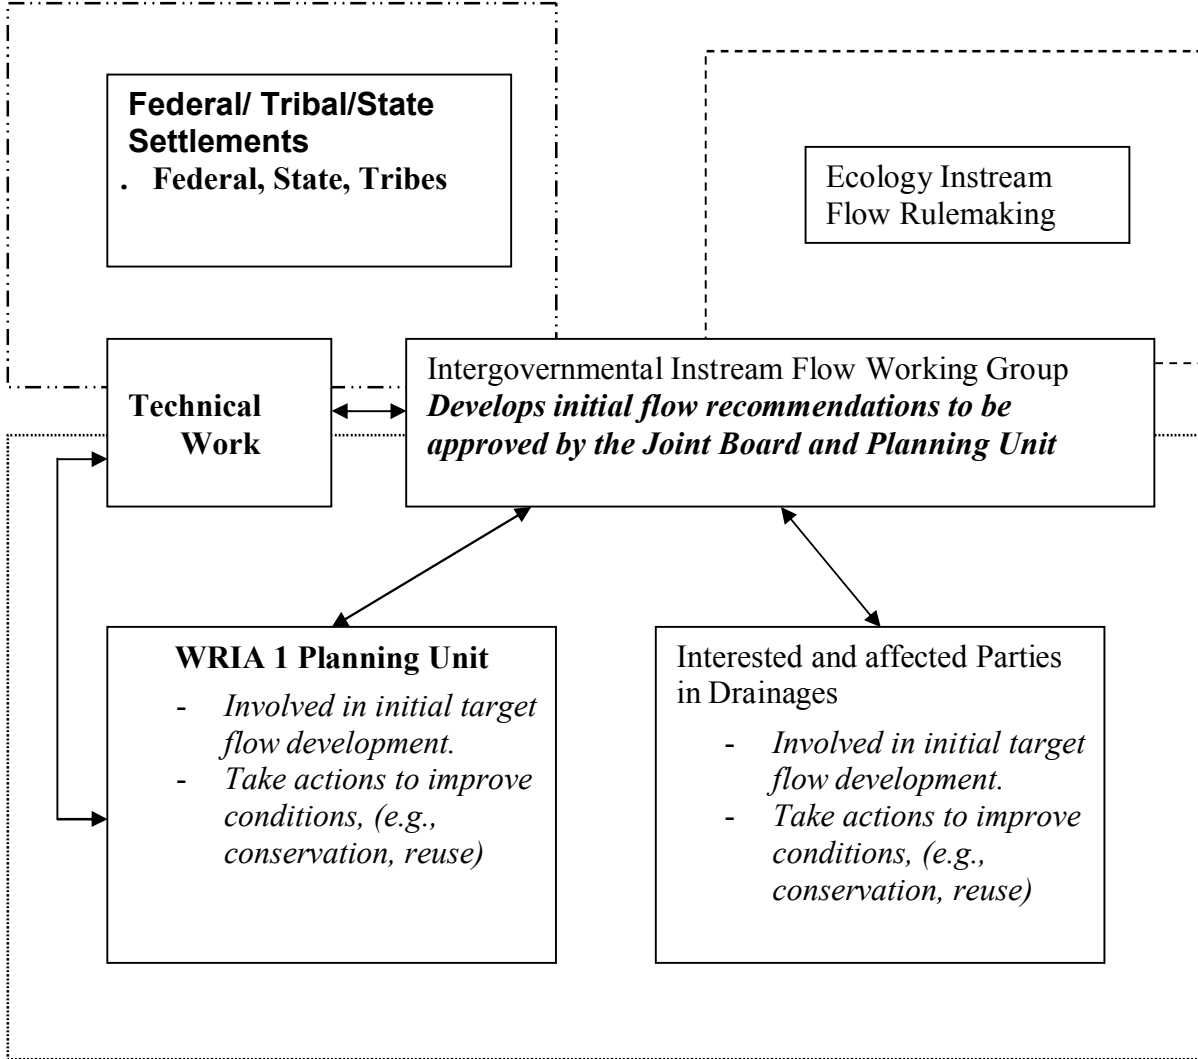 Federal/ Tribal/State
Settlements
. Federal, State, Tribes
Ecology Instream
Flow Rulemaking
Technical
Work
Intergovernmental Instream Flow Working Group
Develops initial flow recommendations to be
approved by the Joint Board and Planning Unit
WRIA 1 Planning Unit
- Involved in initial target
flow development.
- Take actions to improve
conditions, (e.g.,
conservation, reuse)
Interested and affected Parties
in Drainages
- Involved in initial target
flow development.
- Take actions to improve
conditions, (e.g.,
conservation, reuse)